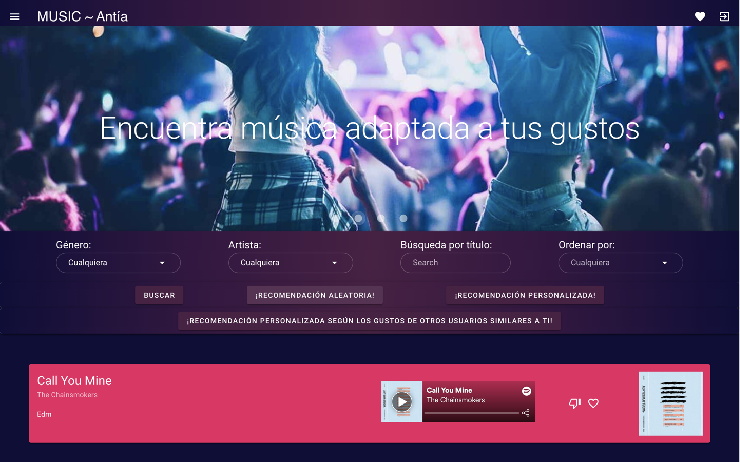 MUSIC ~ Antía
Encuentra música adaptada a tus gustos
Género:
Artista:
Búsqueda por título:
Ordenar por:
Cualquiera
Cualquiera
Search
Cualquiera
BUSCAR
¡RECOMENDACIÓN ALEATORIA!
¡RECOMENDACIÓN PERSONALIZADA!
¡RECOMENDACIÓN PERSONALIZADA SEGÚN LOS GUSTOS DE OTROS USUARIOS SIMILARES A TI!
Call You Mine
The Chainsmokers
Edm
Call You Mine
The Chainsmokers